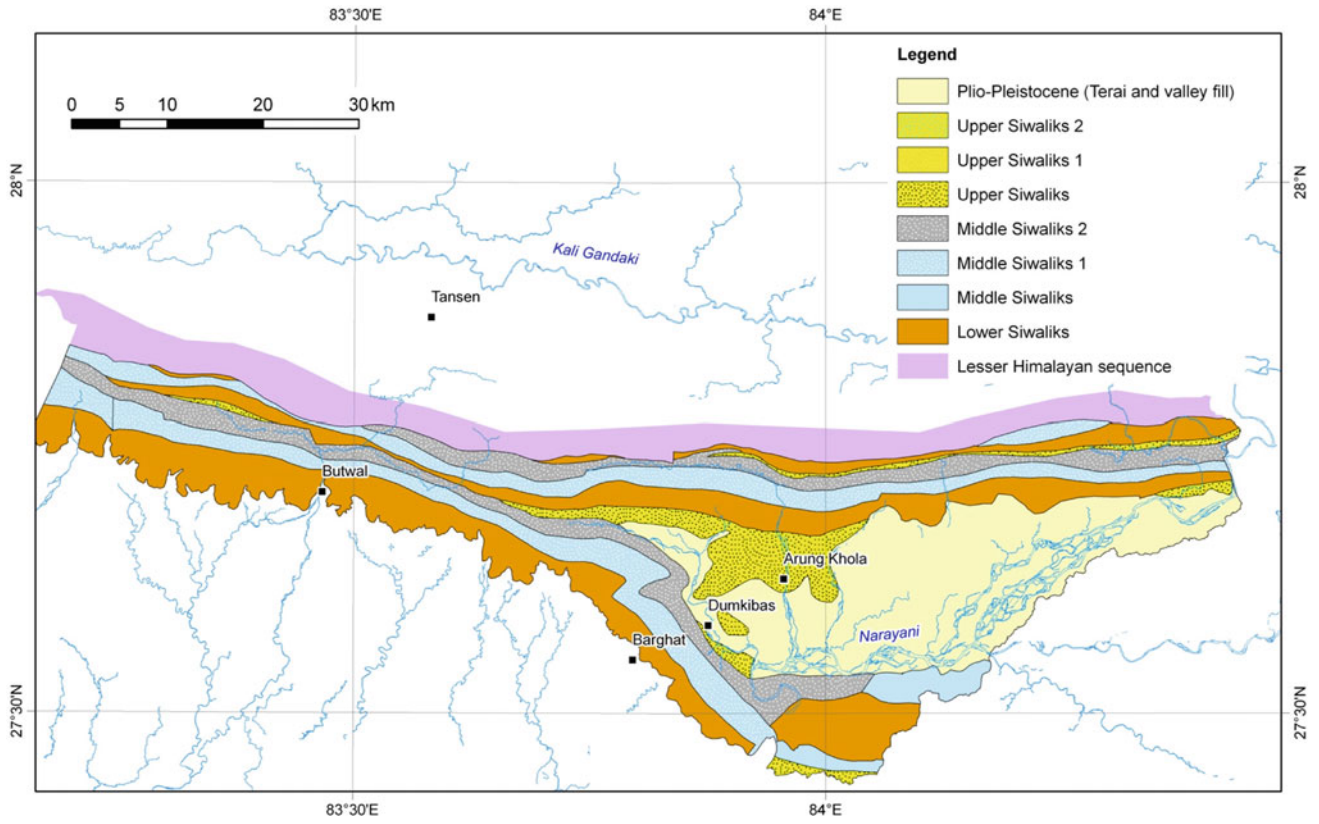 83°30'E
84°E
Legend
Plio-Pleistocene (Terai and valley fill)
Upper Siwaliks 2
Upper Siwaliks 1
Upper Siwaliks
Middle Siwaliks 2
Middle Siwaliks 1
Middle Siwaliks
Lower Siwaliks
Lesser Himalayan sequence
0 5 10 20 30 km
28°N
28°N
Kali Gandaki
Tansen
Butwal
Arung Khola
Dumkibas
Narayani
Barghat
27°30'N
27°30'N
83°30'E
84°E